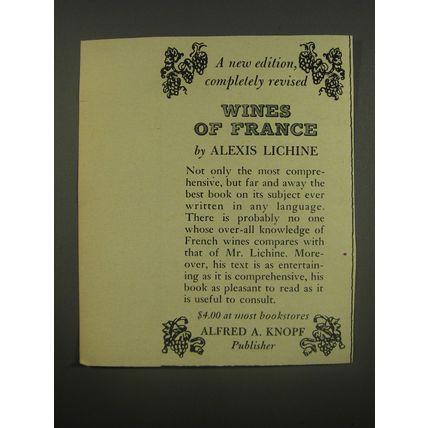 A new edition,
completely revised
WINES
OF FRANCE
by ALEXIS LICHINE
Not only the most compre-
hensive, but far and away the
best book on its subject ever
written in any language.
There is probably no one
whose over-all knowledge of
French wines compares with
that of Mr. Lichine. More-
over, his text is as entertain-
ing as it is comprehensive, his
book as pleasant to read as it
is useful to consult.
$4.00 at most bookstores
ALFRED A. KNOPF
Publisher